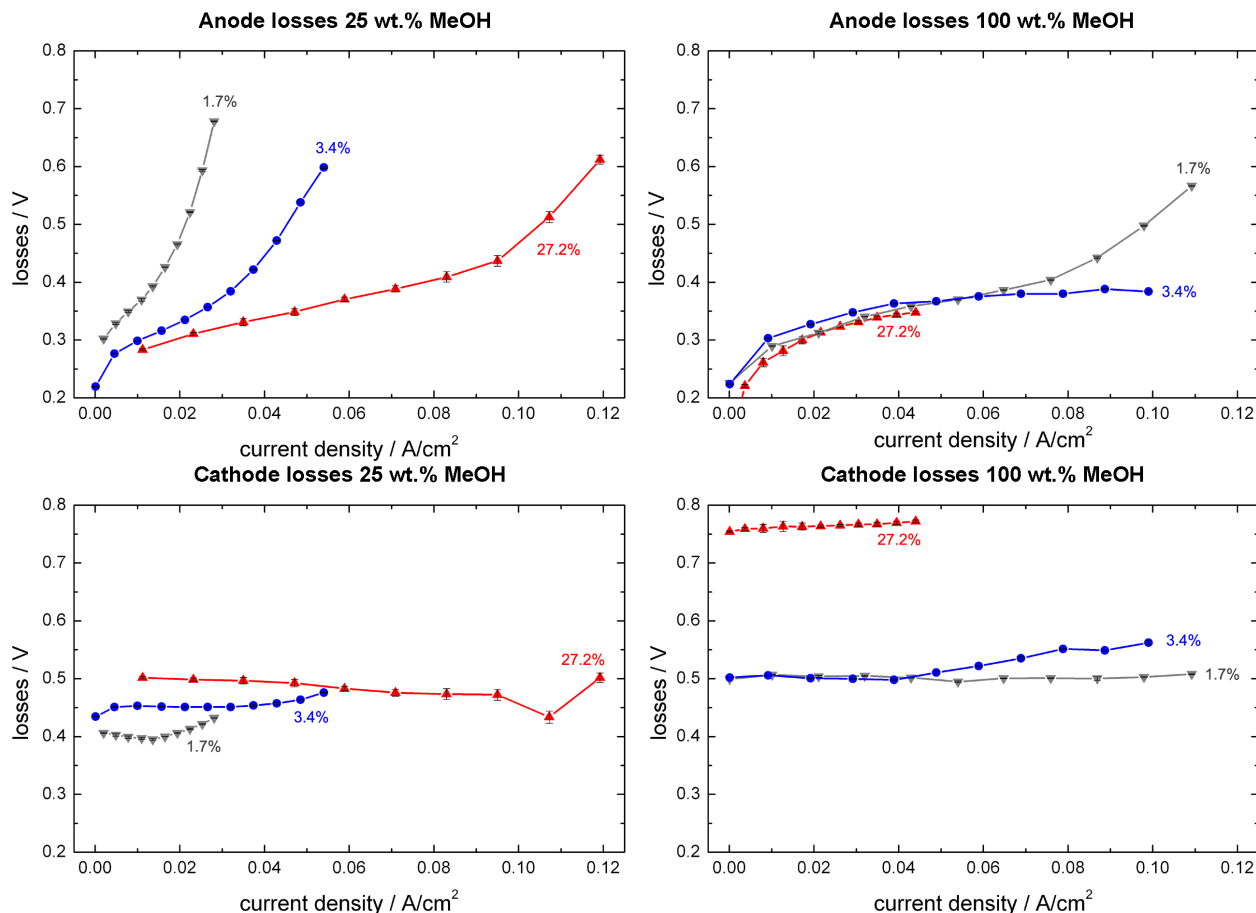 Anode losses 25 wt.% MeOH
0.8
0.7
0.6
0.5
0.4
0.3
0.2
losses / V
1.7%
3.4%
27.2%
0.00 0.02 0.04 0.06 0.08 0.10 0.12
current density / A/cm²
Anode losses 100 wt.% MeOH
0.8
0.7
0.6
0.5
0.4
0.3
0.2
losses / V
1.7%
3.4%
27.2%
0.00 0.02 0.04 0.06 0.08 0.10 0.12
current density / A/cm²
Cathode losses 25 wt.% MeOH
0.8
0.7
0.6
0.5
0.4
0.3
0.2
losses / V
27.2%
3.4%
1.7%
0.00 0.02 0.04 0.06 0.08 0.10 0.12
current density / A/cm²
Cathode losses 100 wt.% MeOH
0.8
0.7
0.6
0.5
0.4
0.3
0.2
losses / V
27.2%
3.4%
1.7%
0.00 0.02 0.04 0.06 0.08 0.10 0.12
current density / A/cm²